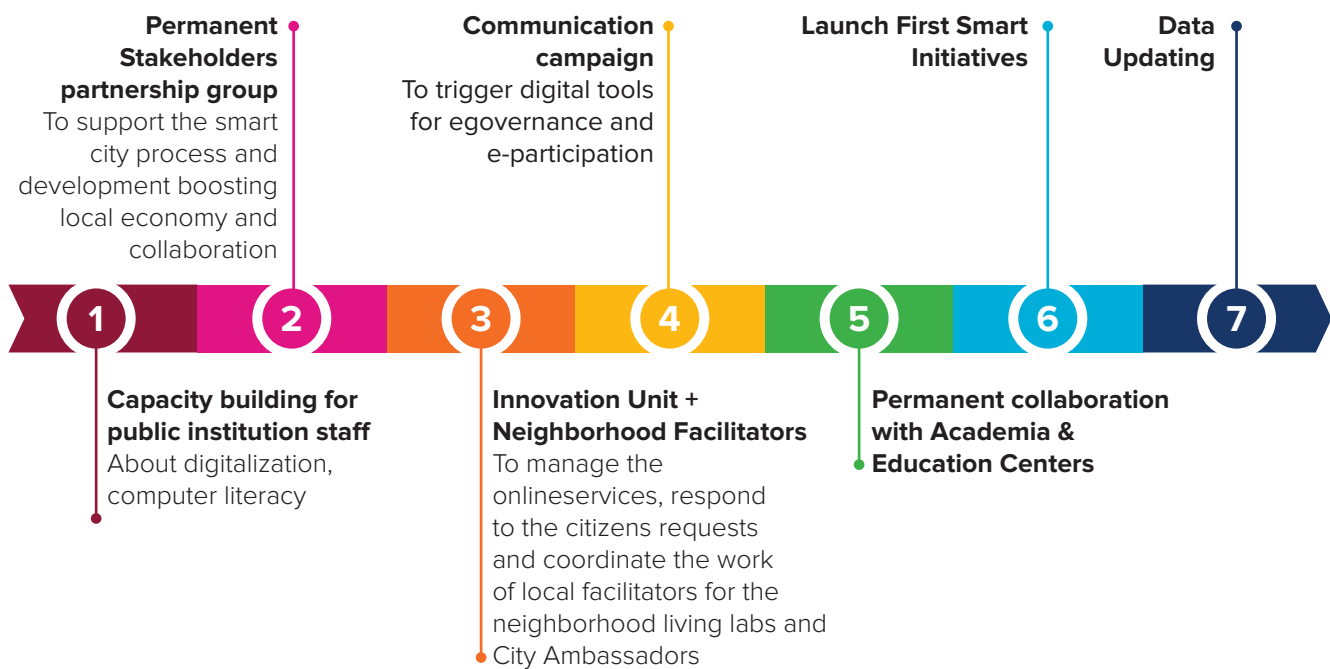 Permanent
Stakeholders
partnership group
To support the smart
city process and
development boosting
local economy and
collaboration
Communication
campaign
To trigger digital tools
for egovernance and
e-participation
Launch First Smart
Initiatives
Data
Updating
1
2
3
4
5
6
7
Capacity building for
public institution staff
About digitalization,
computer literacy
Innovation Unit +
Neighborhood Facilitators
To manage the
onlineservices, respond
to the citizens requests
and coordinate the work
of local facilitators for the
neighborhood living labs and
City Ambassadors
Permanent collaboration
with Academia &
Education Centers